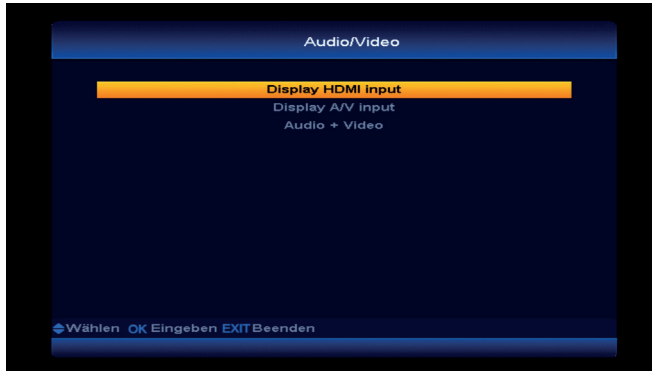 Audio/Video
Display HDMI input
Display A/V input
Audio + Video
Wählen OK Eingeben EXIT Beenden